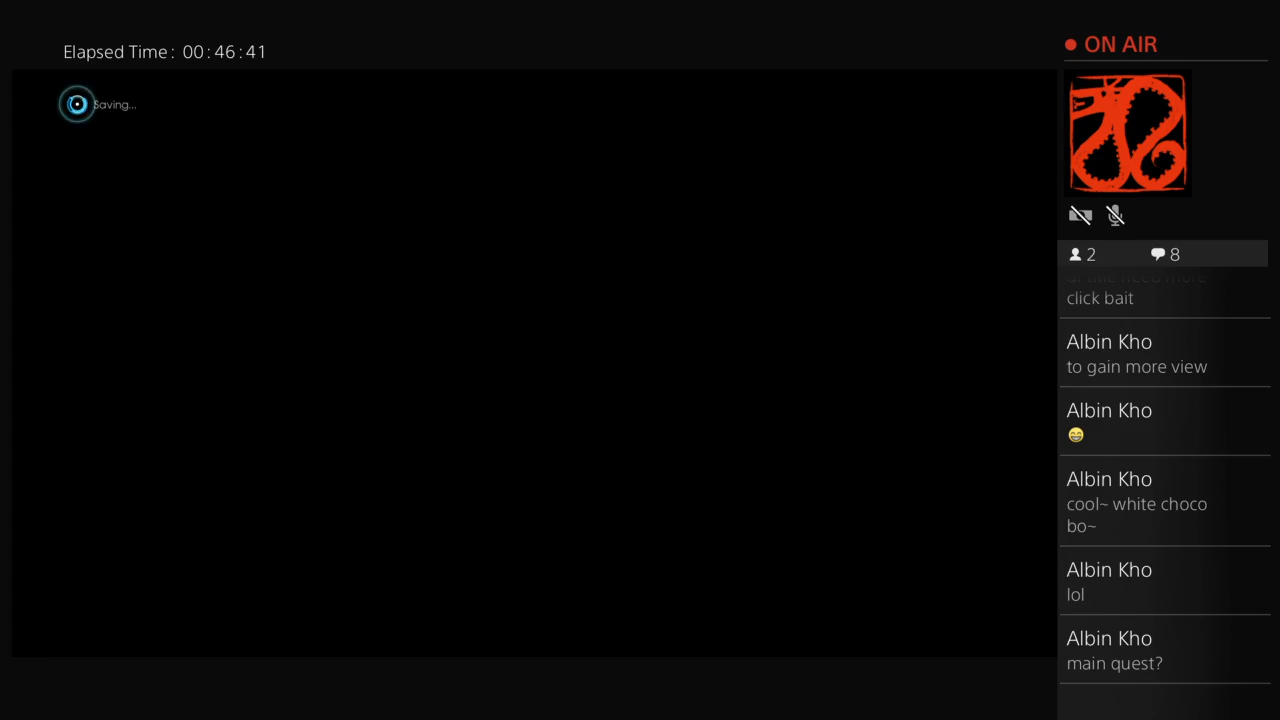 Elapsed Time: 00:46:41
ON AIR
Saving...
2
8
click bait
Albin Kho
to gain more view
Albin Kho
😁
Albin Kho
cool~ white choco
bo~
Albin Kho
lol
Albin Kho
main quest?